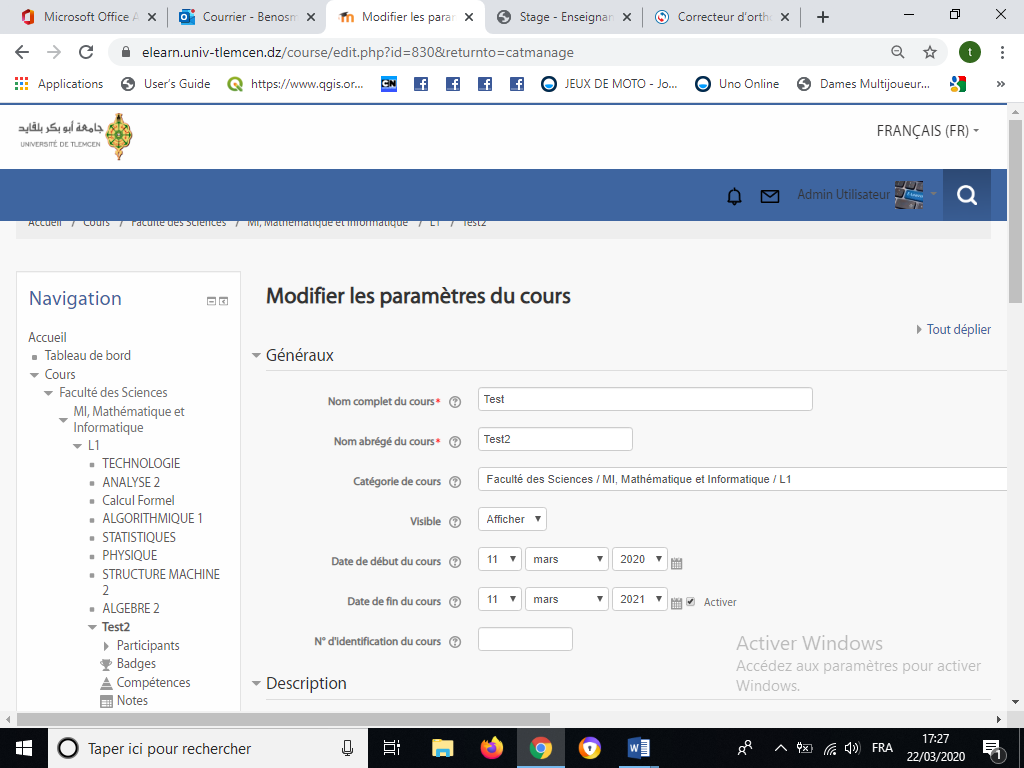 Microsoft Office A
Courrier - Benosm
Modifier les parar
Stage - Enseignan
Correcteur d'orth
elearn.univ-tlemcen.dz/course/edit.php?id=830&returnto=catmanage
t
Applications
User's Guide
https://www.qgis.or...
JEUX DE MOTO - Jo...
Uno Online
Dames Multijoueur...
جامعة أبو بكر بلقايد
UNIVERSITÉ DE TLEMCEN
FRANÇAIS (FR)
Admin Utilisateur
Accueil / Cours / Faculté des Sciences / MI, Mathématique et Informatique / L1 / Test2
Navigation
Accueil
Tableau de bord
Cours
Faculté des Sciences
MI, Mathématique et
Informatique
L1
TECHNOLOGIE
ANALYSE 2
Calcul Formel
ALGORITHMIQUE 1
STATISTIQUES
PHYSIQUE
STRUCTURE MACHINE
2
ALGEBRE 2
Test2
Participants
Badges
Compétences
Notes
Modifier les paramètres du cours
Tout déplier
Généraux
Nom complet du cours* Test
Nom abrégé du cours* Test2
Catégorie de cours Faculté des Sciences / MI, Mathématique et Informatique / L1
Visible Afficher
Date de début du cours 11 mars 2020
Date de fin du cours 11 mars 2021 Activer
N° d'identification du cours
Description
Activer Windows
Accédez aux paramètres pour activer
Windows.
Taper ici pour rechercher
FRA
17:27
22/03/2020
1